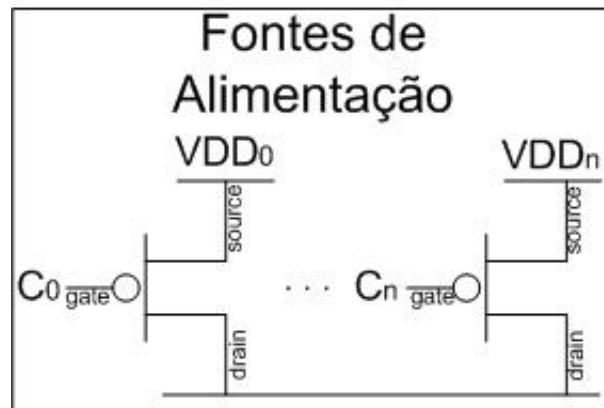 Fontes de
Alimentação
VDD0 VDDn
source source
C0 gate . . . Cn gate
drain drain